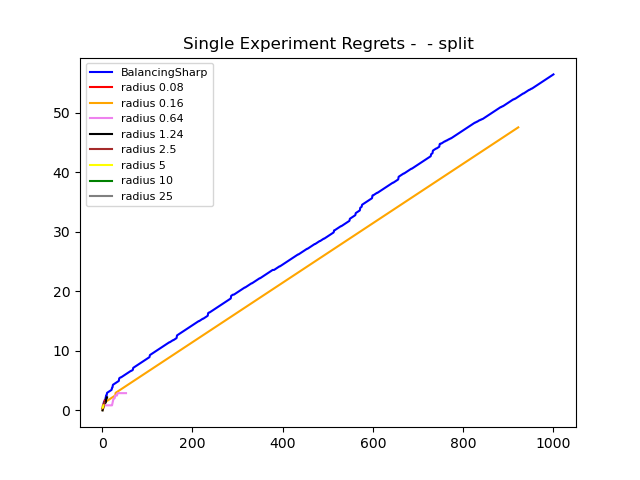 Single Experiment Regrets -  - split
BalancingSharp
radius 0.08
radius 0.16
radius 0.64
radius 1.24
radius 2.5
radius 5
radius 10
radius 25
50
40
30
20
10
0
0 200 400 600 800 1000